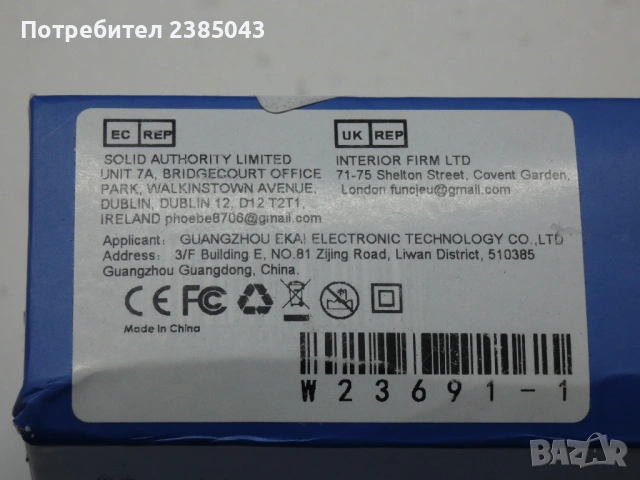 Потребител 2385043
EC REP
SOLID AUTHORITY LIMITED
UNIT 7A, BRIDGECOURT OFFICE
PARK, WALKINSTOWN AVENUE,
DUBLIN, DUBLIN 12, D12 T2T1,
IRELAND phoebe8706@gmail.com
UK REP
INTERIOR FIRM LTD
71-75 Shelton Street, Covent Garden,
London funcjeu@gmail.com
Applicant: GUANGZHOU EKAI ELECTRONIC TECHNOLOGY CO.,LTD
Address: 3/F Building E, NO.81 Zijing Road, Liwan District, 510385
Guangzhou Guangdong, China.
CE FC
Made in China
W23691-1
BAZAR